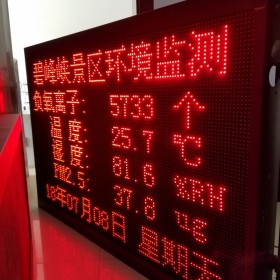 碧峰峡景区环境监测
负氧离子: 5733 个
温度: 25.7 ℃
湿度: 81.6 %RH
PM2.5: 37.8 ug
18年07月08日 星期